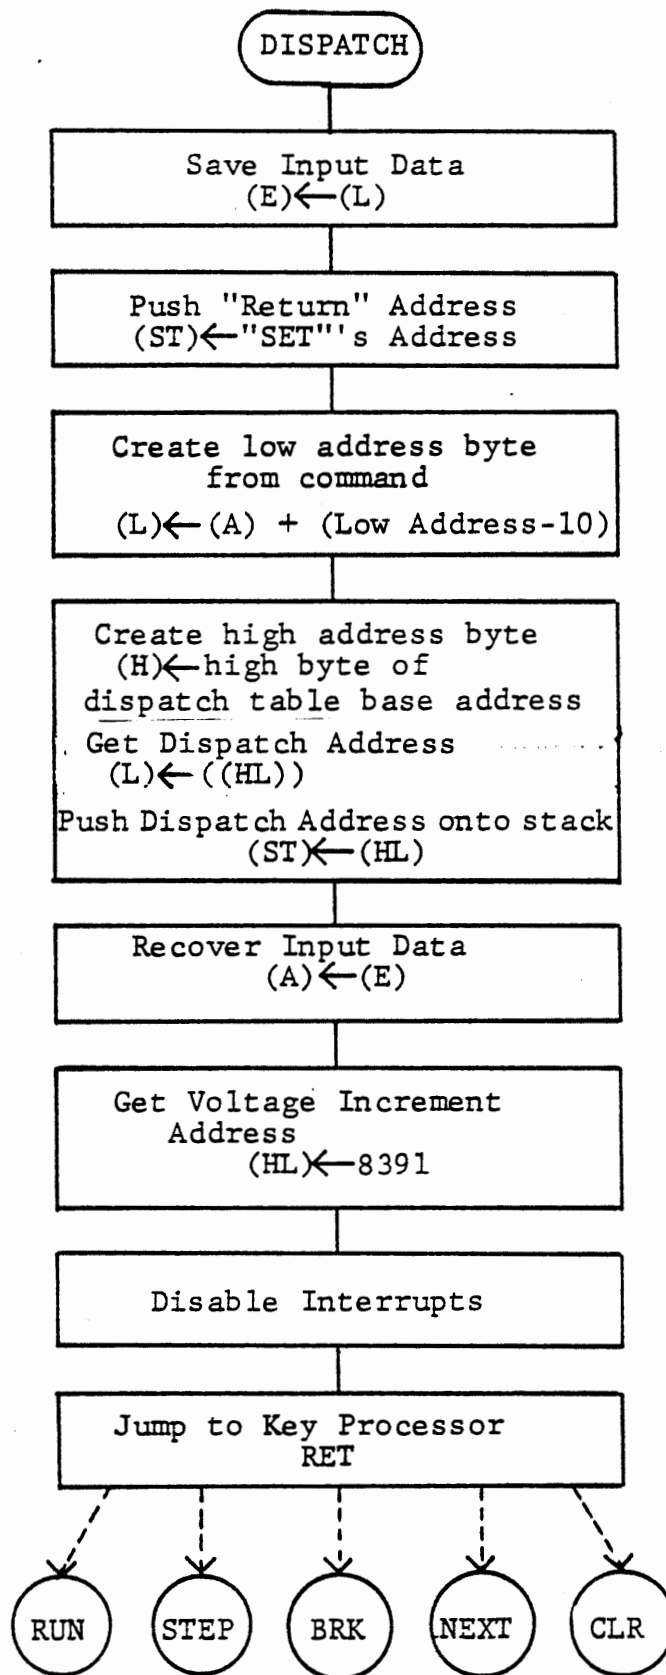 DISPATCH
Save Input Data
(E)←(L)
Push "Return" Address
(ST)←"SET"'s Address
Create low address byte
from command
(L)←(A) + (Low Address-10)
Create high address byte
(H)←high byte of
dispatch table base address
Get Dispatch Address
(L)←((HL))
Push Dispatch Address onto stack
(ST)←(HL)
Recover Input Data
(A)←(E)
Get Voltage Increment
Address
(HL)←8391
Disable Interrupts
Jump to Key Processor
RET
RUN STEP BRK NEXT CLR